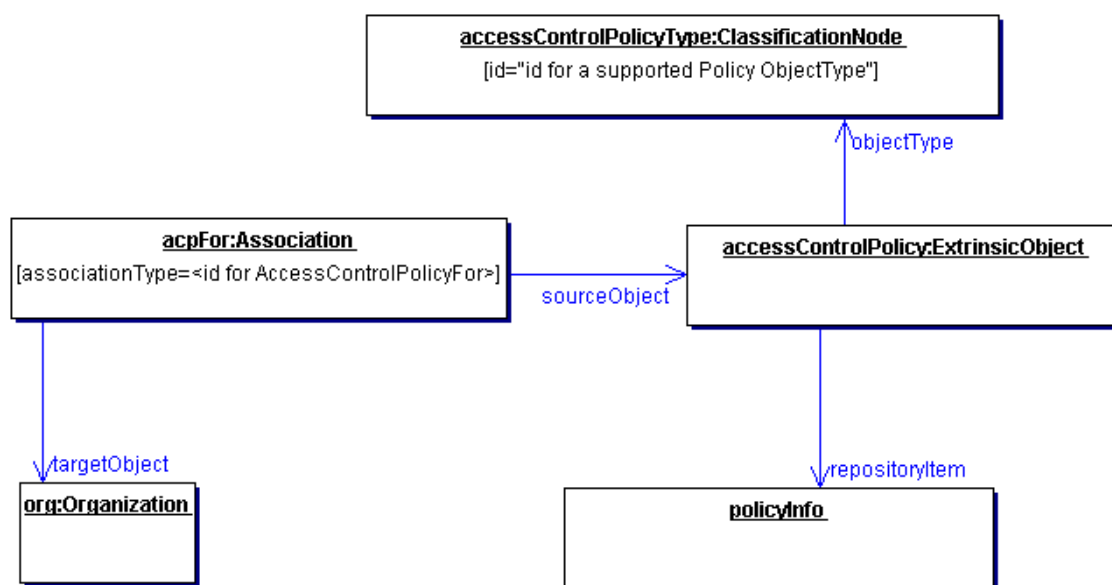 accessControlPolicyType:ClassificationNode
[id="id for a supported Policy ObjectType"]
objectType
acpFor:Association
[associationType=<id for AccessControlPolicyFor>]
sourceObject
accessControlPolicy:ExtrinsicObject
targetObject
repositoryItem
org:Organization
policyInfo